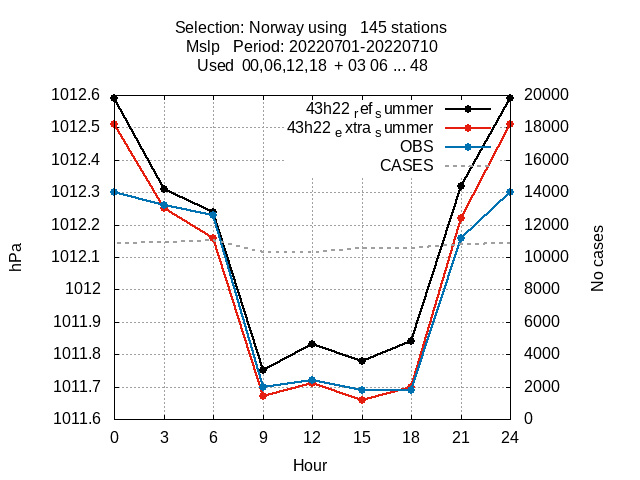 Selection: Norway using 145 stations
Mslp Period: 20220701-20220710
Used 00,06,12,18 + 03 06 ... 48
1012.6
1012.5
1012.4
1012.3
1012.2
1012.1
1012
1011.9
1011.8
1011.7
1011.6
hPa
43h22 ref summer
43h22 extra summer
OBS
CASES
20000
18000
16000
14000
12000
10000
8000
6000
4000
2000
0
No cases
0 3 6 9 12 15 18 21 24
Hour